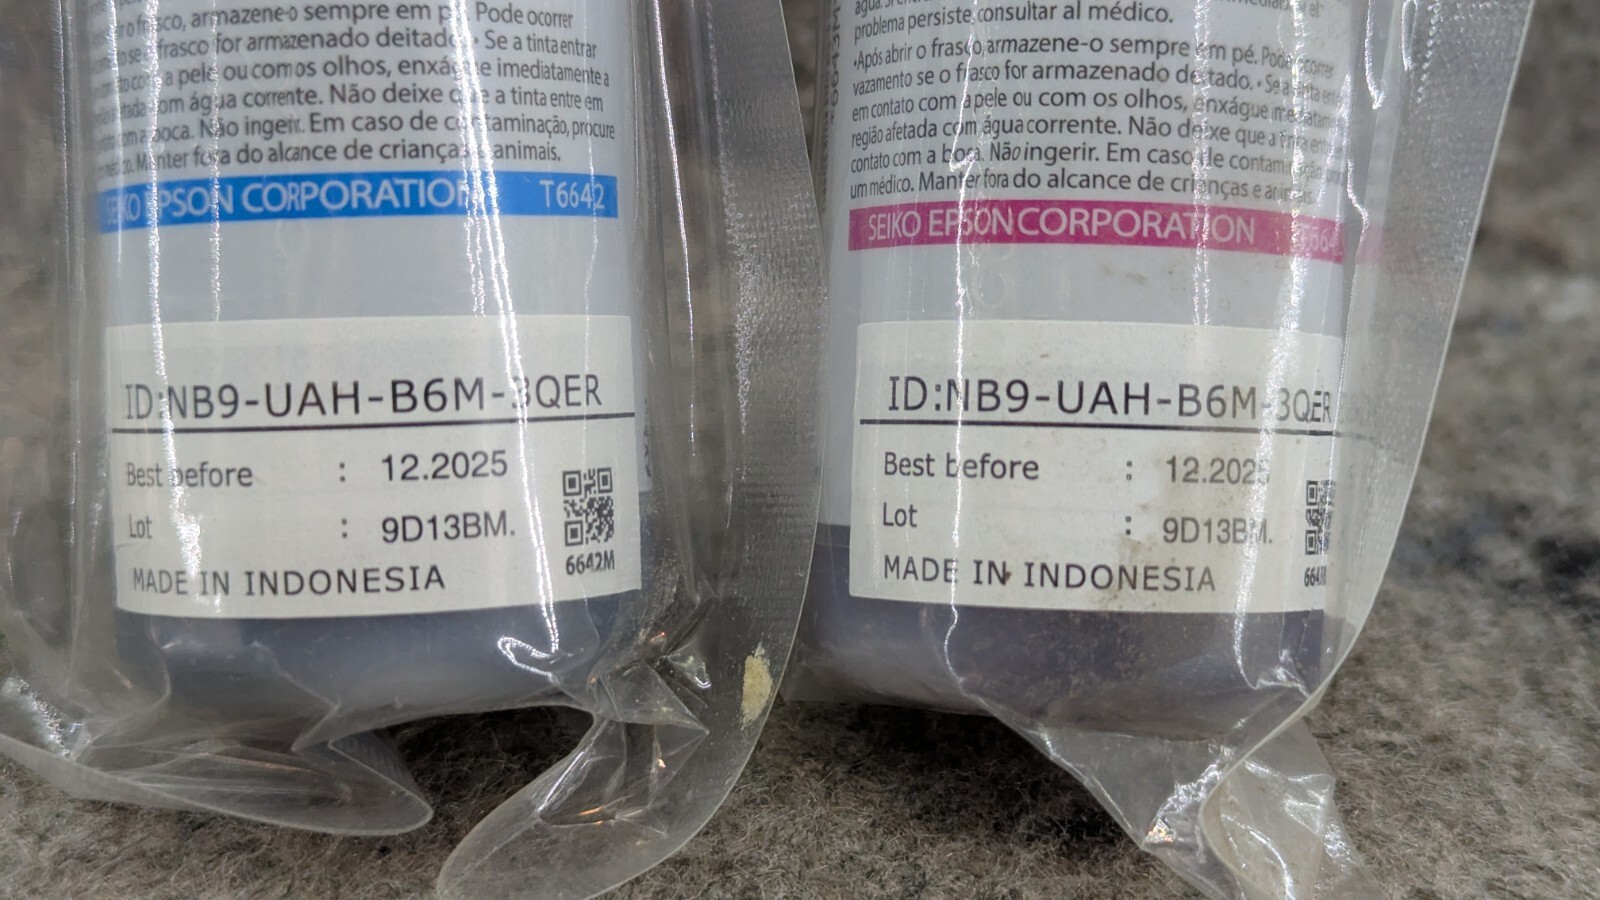 o frasco, armazene-o sempre em pé. Pode ocorrer
se o frasco for armazenado deitado. • Se a tinta entrar
a pele ou com os olhos, enxágue imediatamente a
com água corrente. Não deixe que a tinta entre em
com a boca. Não ingerir. Em caso de contaminação, procure
médico. Manter fora do alcance de crianças e animais.
SEIKO EPSON CORPORATION T6642
ID:NB9-UAH-B6M-3QER
Best before : 12.2025
Lot : 9D13BM.
MADE IN INDONESIA
6642M
água.
problema persiste, consultar al médico.
•Após abrir o frasco, armazene-o sempre em pé. Pode ocorrer
vazamento se o frasco for armazenado deitado. • Se a tinta
em contato com a pele ou com os olhos, enxágue
região afetada com água corrente. Não deixe que a tinta
contato com a boca. Não ingerir. Em caso de
um médico. Manter fora do alcance de crianças e animais.
SEIKO EPSON CORPORATION
ID:NB9-UAH-B6M-3QER
Best before : 12.2025
Lot : 9D13BM.
MADE IN INDONESIA